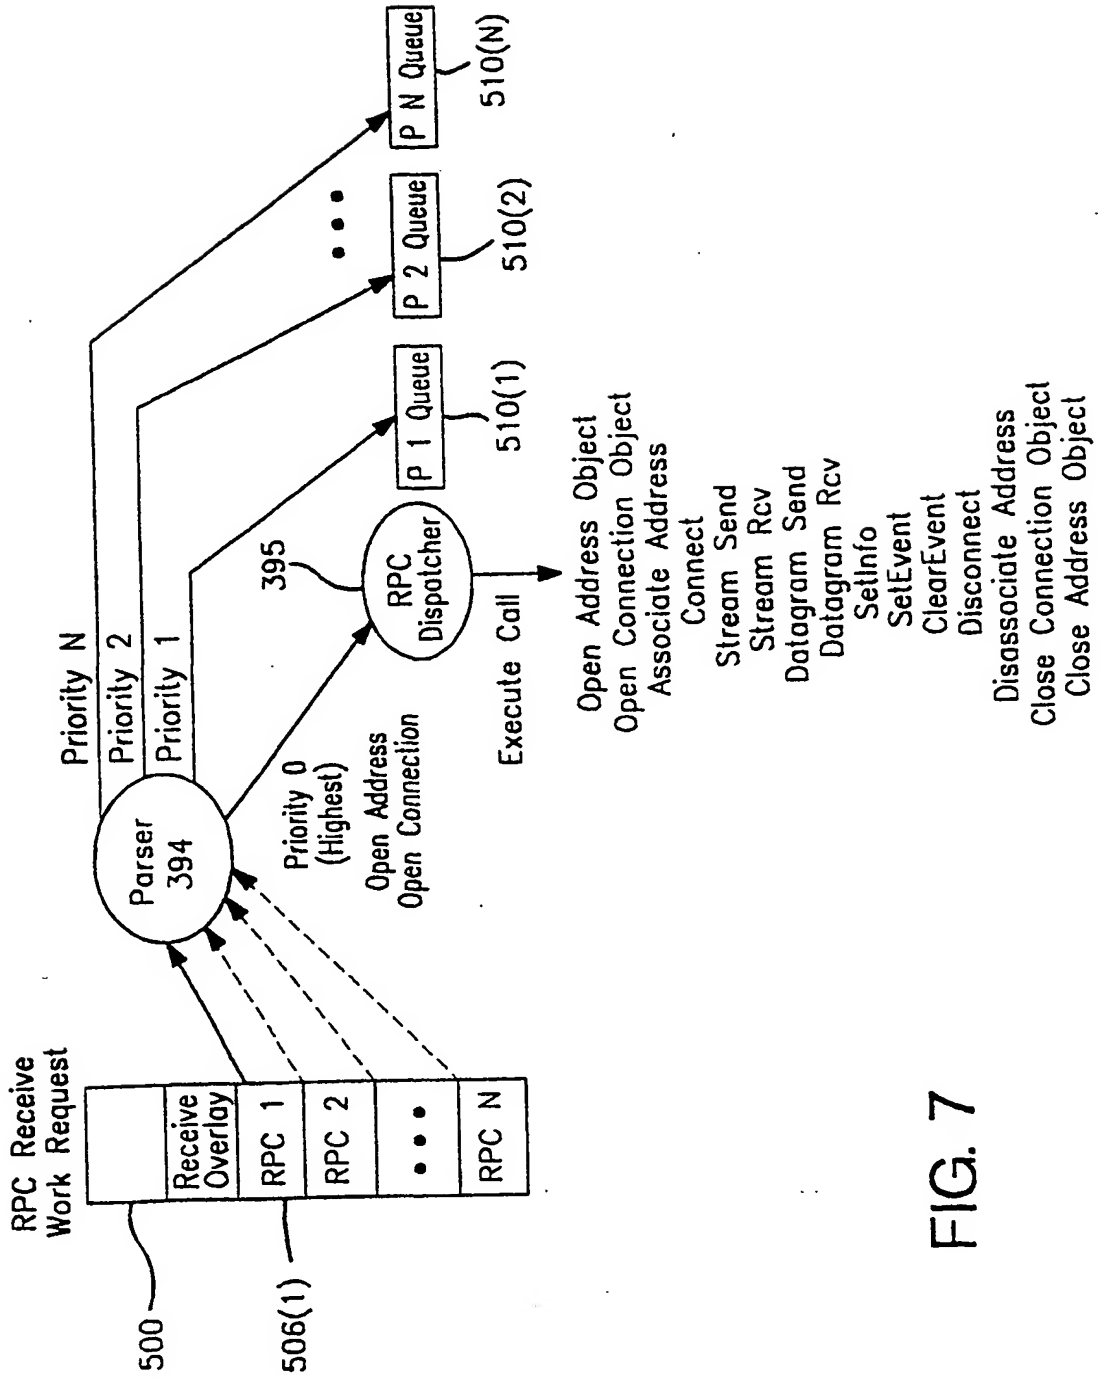 RPC Receive
Work Request
500
Receive
Overlay
RPC 1
RPC 2
•••
RPC N
506(1)
Parser
394
Priority N
Priority 2
Priority 1
Priority 0
(Highest)
Open Address
Open Connection
395
RPC
Dispatcher
Execute Call
P 1 Queue
510(1)
P 2 Queue
510(2)
•••
P N Queue
510(N)
Open Address Object
Open Connection Object
Associate Address
Connect
Stream Send
Stream Rcv
Datagram Send
Datagram Rcv
SetInfo
SetEvent
ClearEvent
Disconnect
Disassociate Address
Close Connection Object
Close Address Object
FIG. 7